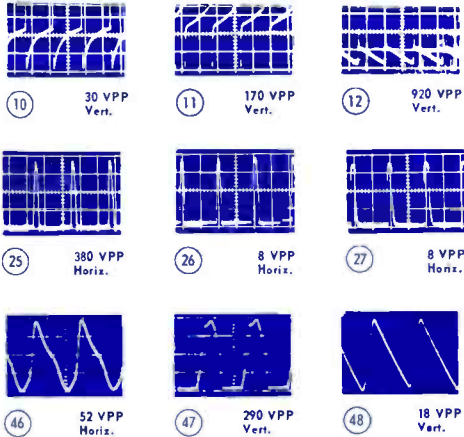 10 30 VPP
Vert.
11 170 VPP
Vert.
12 920 VPP
Vert.
25 380 VPP
Horiz.
26 8 VPP
Horiz.
27 8 VPP
Horiz.
46 52 VPP
Horiz.
47 290 VPP
Vert.
48 18 VPP
Vert.